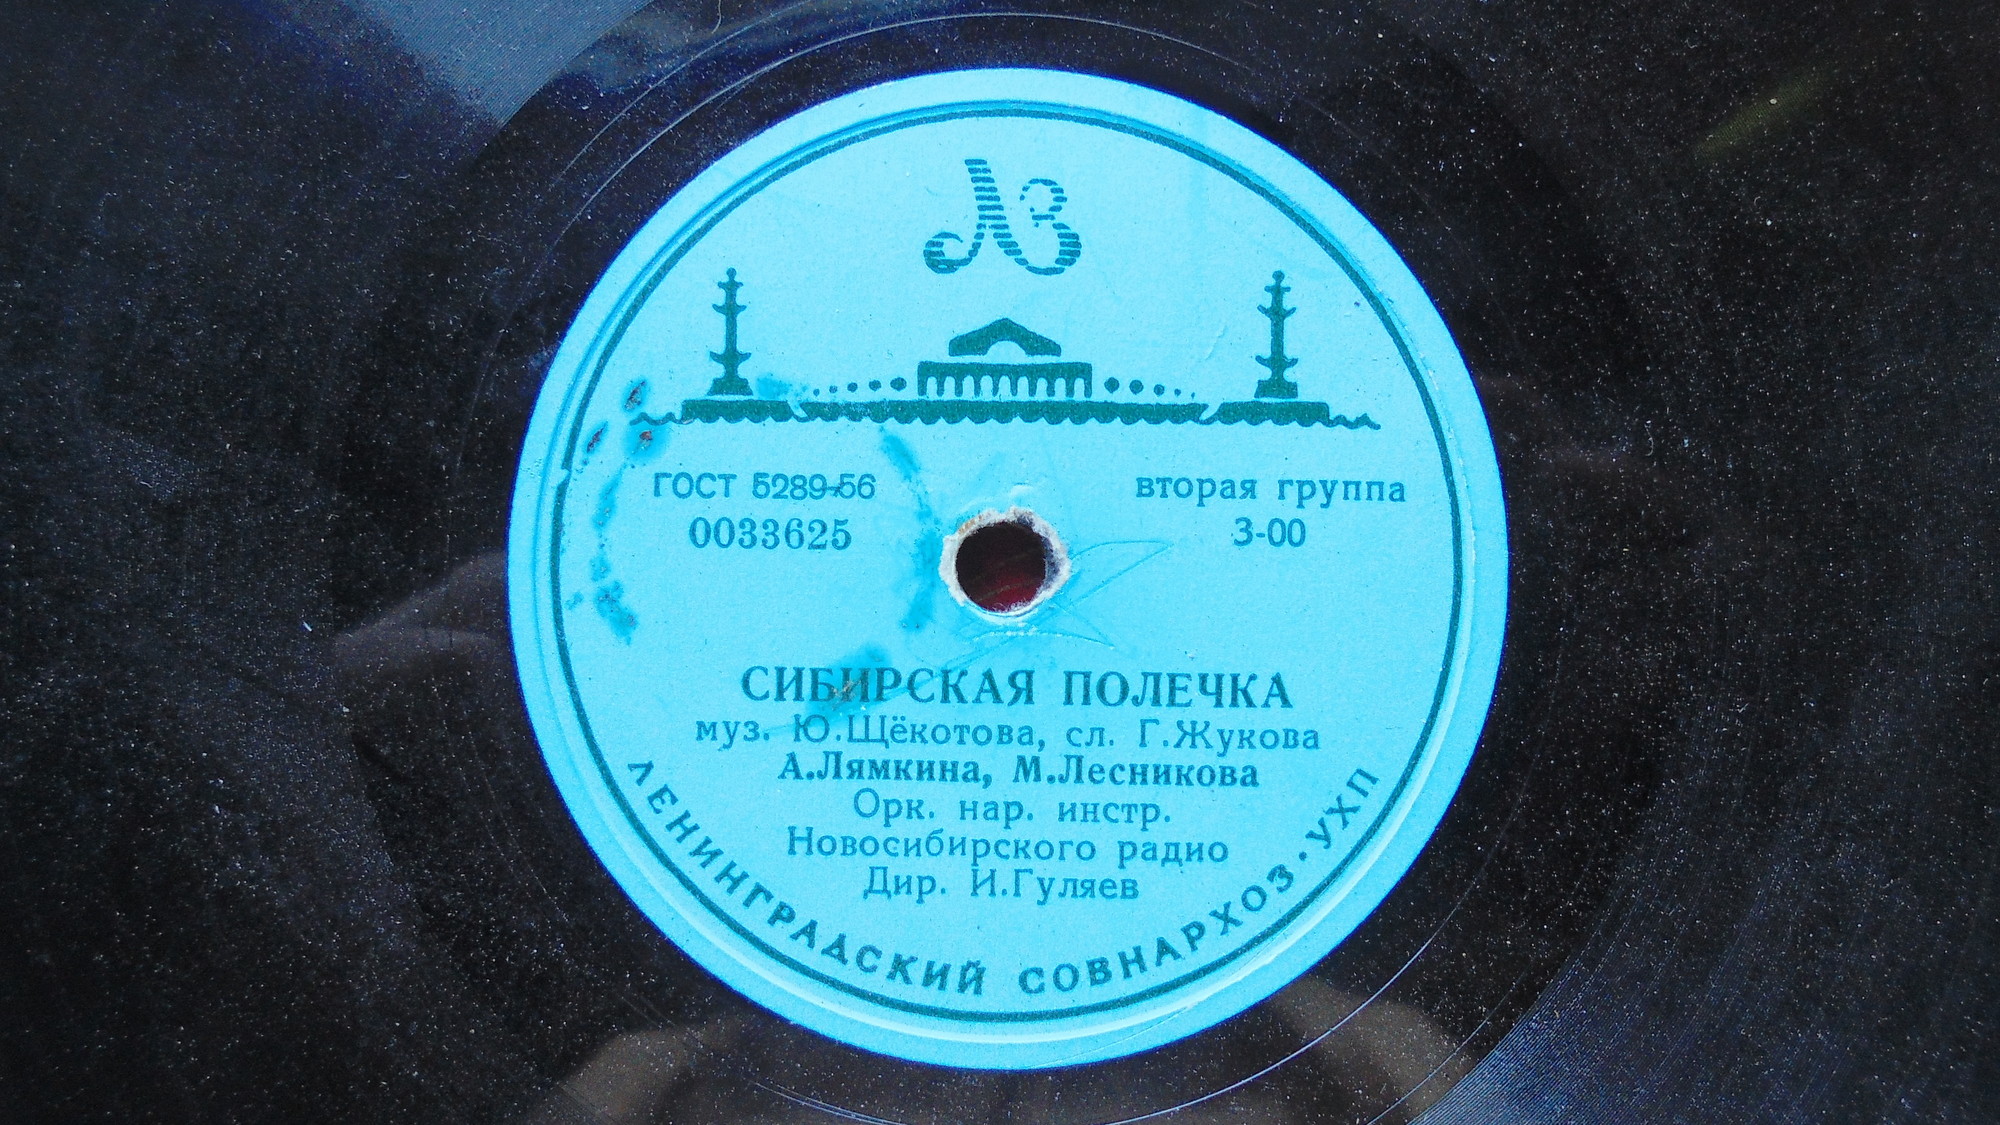 ЛЗ
ГОСТ 5289-56
0033625
вторая группа
3-00
СИБИРСКАЯ ПОЛЕЧКА
муз. Ю.Щёкотова, сл. Г.Жукова
А.Лямкина, М.Лесникова
Орк. нар. инстр.
Новосибирского радио
Дир. И.Гуляев
ЛЕНИНГРАДСКИЙ СОВНАРХОЗ·УХП